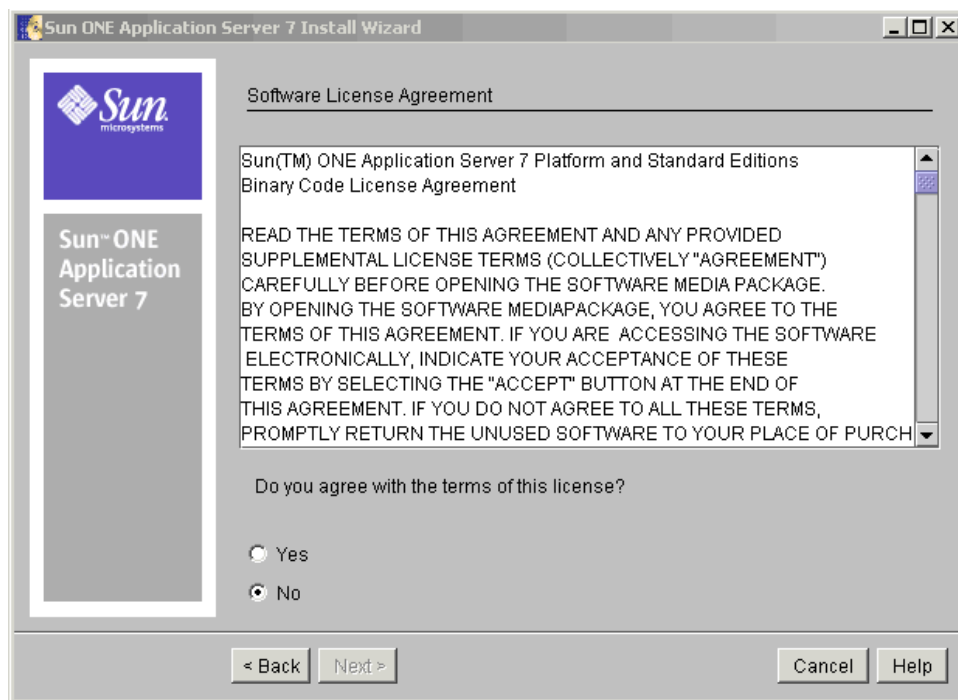 Sun ONE Application Server 7 Install Wizard
Sun
microsystems
Sun™ ONE
Application
Server 7
Software License Agreement
Sun(TM) ONE Application Server 7 Platform and Standard Editions
Binary Code License Agreement
READ THE TERMS OF THIS AGREEMENT AND ANY PROVIDED
SUPPLEMENTAL LICENSE TERMS (COLLECTIVELY "AGREEMENT")
CAREFULLY BEFORE OPENING THE SOFTWARE MEDIA PACKAGE.
BY OPENING THE SOFTWARE MEDIAPACKAGE, YOU AGREE TO THE
TERMS OF THIS AGREEMENT. IF YOU ARE  ACCESSING THE SOFTWARE
ELECTRONICALLY, INDICATE YOUR ACCEPTANCE OF THESE
TERMS BY SELECTING THE "ACCEPT" BUTTON AT THE END OF
THIS AGREEMENT. IF YOU DO NOT AGREE TO ALL THESE TERMS,
PROMPTLY RETURN THE UNUSED SOFTWARE TO YOUR PLACE OF PURCH
Do you agree with the terms of this license?
Yes
No
< Back
Next >
Cancel
Help